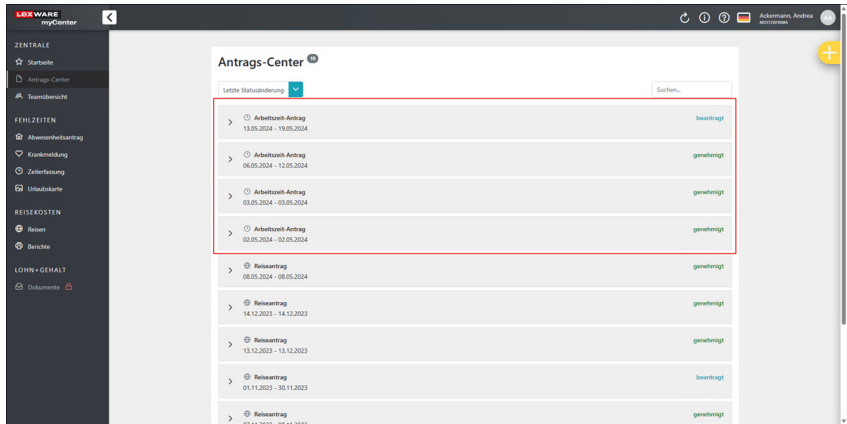 LEXWARE
myCenter
Ackermann, Andrea
MUSTERFIRMA
AA
ZENTRALE
Startseite
Antrags-Center
Teamübersicht
FEHLZEITEN
Abwesenheitsantrag
Krankmeldung
Zeiterfassung
Urlaubskarte
REISEKOSTEN
Reisen
Berichte
LOHN+GEHALT
Dokumente
Antrags-Center 10
Letzte Statusänderung
Suchen...
Arbeitszeit-Antrag beantragt
13.05.2024 - 19.05.2024
Arbeitszeit-Antrag genehmigt
06.05.2024 - 12.05.2024
Arbeitszeit-Antrag genehmigt
03.05.2024 - 03.05.2024
Arbeitszeit-Antrag genehmigt
02.05.2024 - 02.05.2024
Reiseantrag genehmigt
08.05.2024 - 08.05.2024
Reiseantrag genehmigt
14.12.2023 - 14.12.2023
Reiseantrag genehmigt
13.12.2023 - 13.12.2023
Reiseantrag beantragt
01.11.2023 - 30.11.2023
Reiseantrag genehmigt